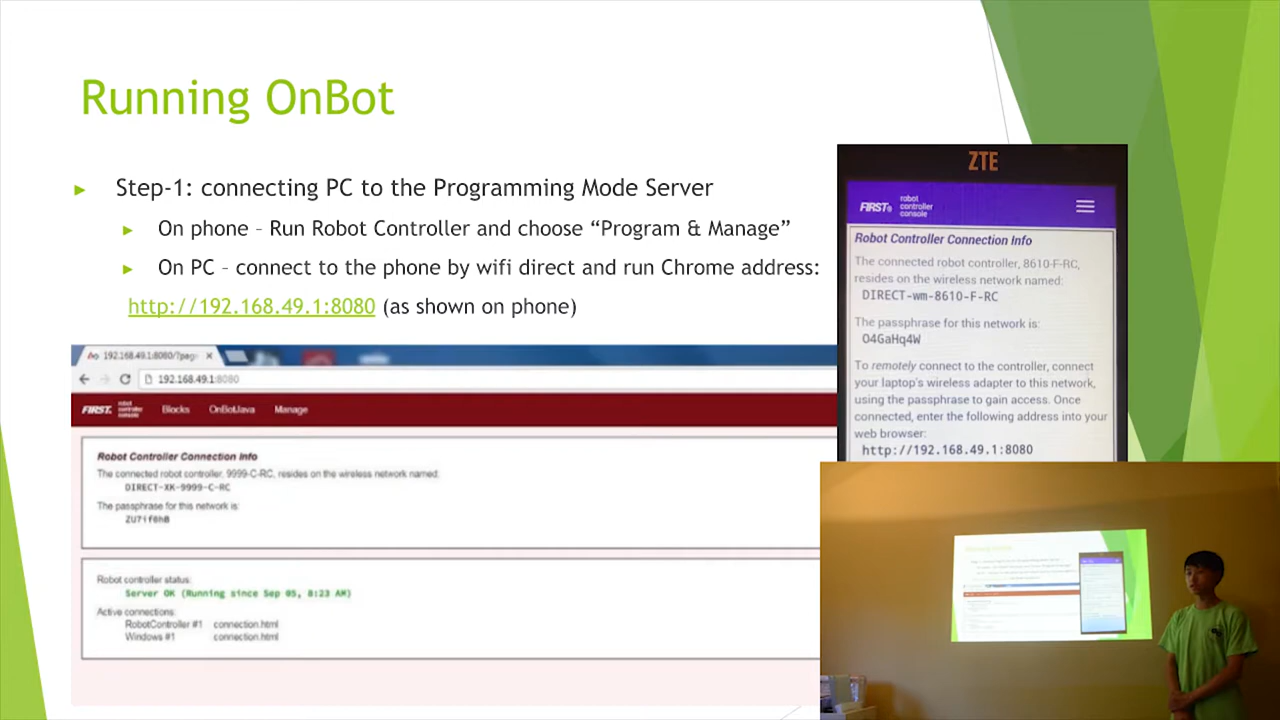 Running OnBot
Step-1: connecting PC to the Programming Mode Server
On phone – Run Robot Controller and choose “Program & Manage”
On PC – connect to the phone by wifi direct and run Chrome address:
http://192.168.49.1:8080 (as shown on phone)
192.168.49.1:8080/?page
192.168.49.1:8080
FIRST. robot controller console Blocks OnBotJava Manage
Robot Controller Connection Info
The connected robot controller, 9999-C-RC, resides on the wireless network named:
DIRECT-XK-9999-C-RC
The passphrase for this network is:
Robot controller status:
Server OK (Running since Sep 05, 8:23 AM)
Active connections:
RobotController #1 connection.html
Windows #1 connection.html
ZTE
FIRST® robot
controller
console
Robot Controller Connection Info
The connected robot controller, 8610-F-RC,
resides on the wireless network named:
DIRECT-wm-8610-F-RC
The passphrase for this network is:
O4GaHq4W
To remotely connect to the controller, connect
your laptop's wireless adapter to this network,
using the passphrase to gain access. Once
connected, enter the following address into your
web browser:
http://192.168.49.1:8080